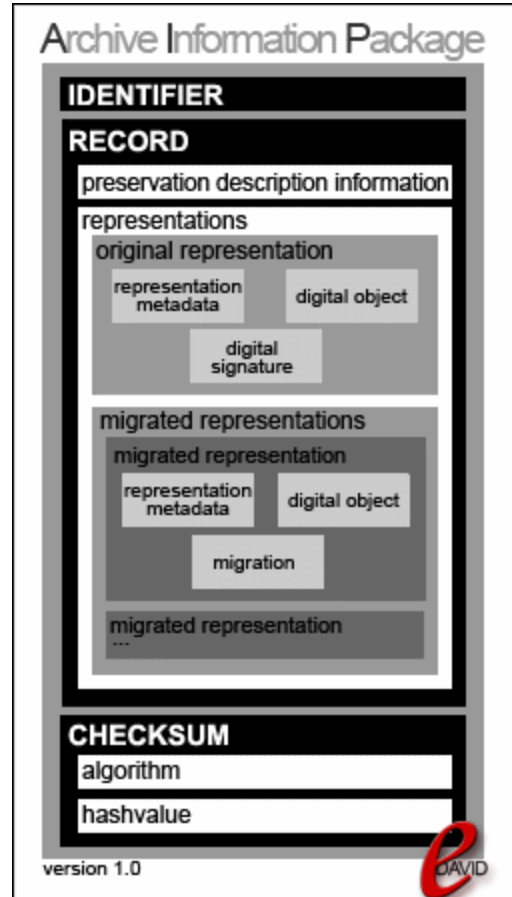 Archive Information Package
IDENTIFIER
RECORD
preservation description information
representations
original representation
representation
metadata
digital object
digital
signature
migrated representations
migrated representation
representation
metadata
digital object
migration
migrated representation
...
CHECKSUM
algorithm
hashvalue
version 1.0
eDAVID